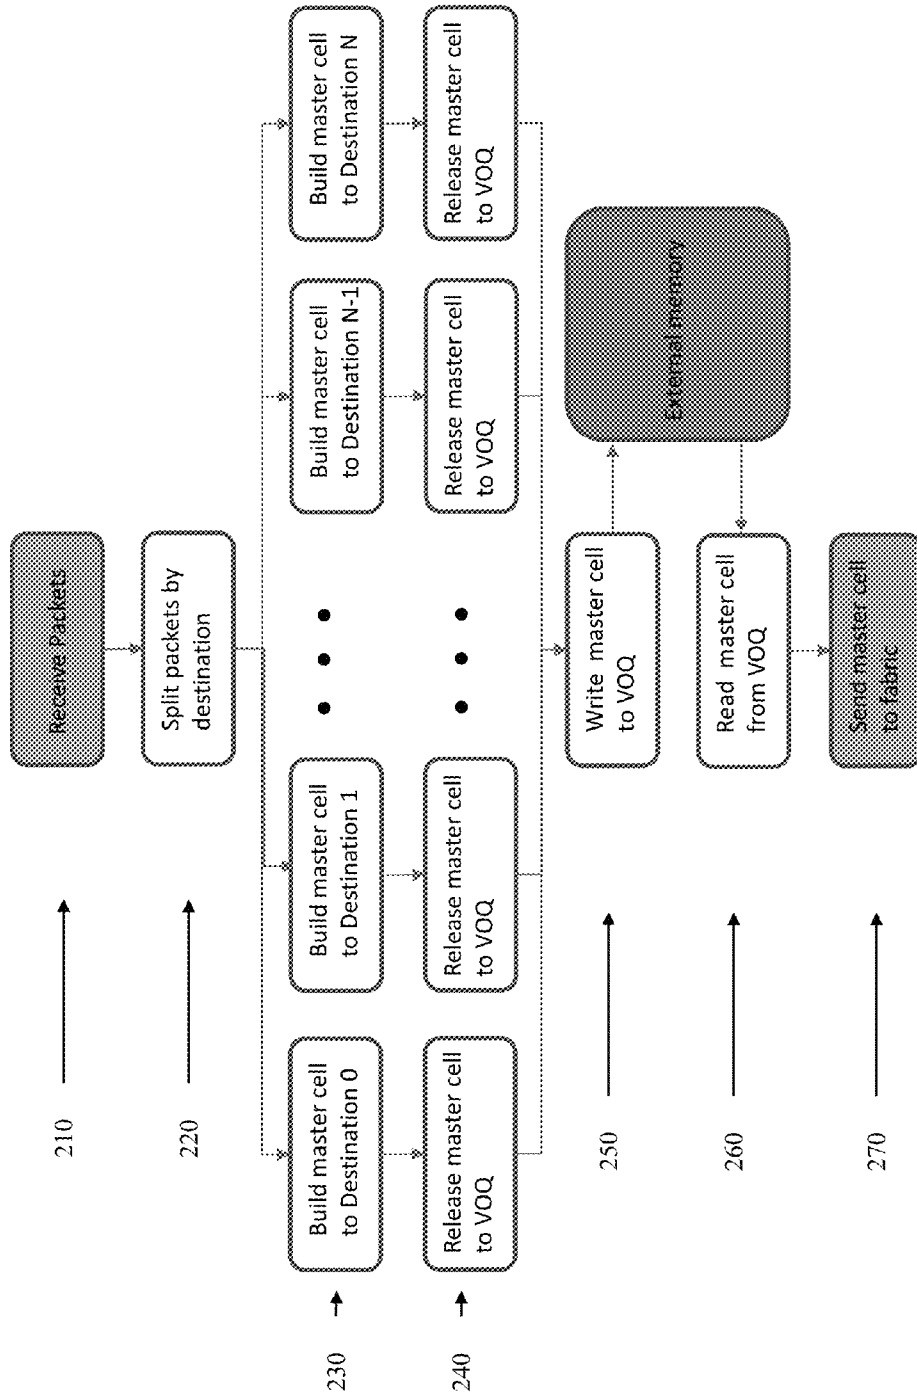 210
Receive Packets
220
Split packets by
destination
230
Build master cell
to Destination 0
Build master cell
to Destination 1
Build master cell
to Destination N-1
Build master cell
to Destination N
240
Release master cell
to VOQ
Release master cell
to VOQ
Release master cell
to VOQ
Release master cell
to VOQ
250
Write master cell
to VOQ
External memory
260
Read master cell
from VOQ
270
Send master cell
to fabric